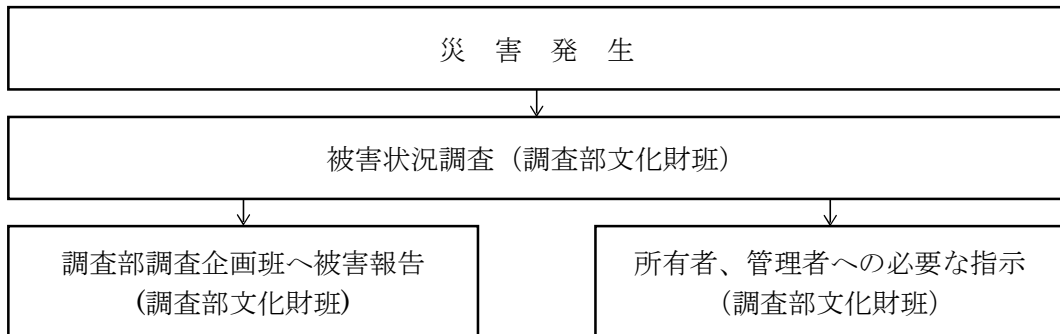 災　害　発　生
被害状況調査（調査部文化財班）
調査部調査企画班へ被害報告
(調査部文化財班)
所有者、管理者への必要な指示
（調査部文化財班）